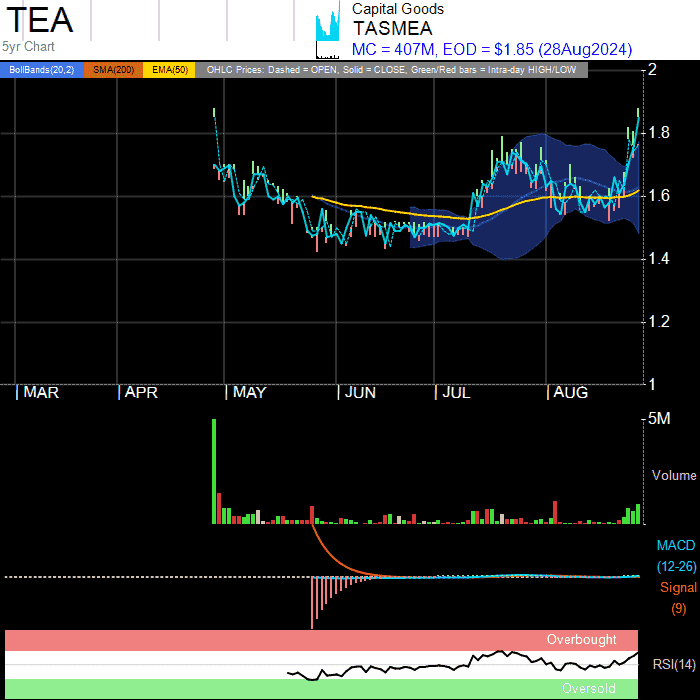 TEA
5yr Chart
Capital Goods
TASMEA
MC = 407M, EOD = $1.85 (28Aug2024)
BollBands(20,2) SMA(200) EMA(50) OHLC Prices: Dashed = OPEN, Solid = CLOSE, Green/Red bars = Intra-day HIGH/LOW
2
1.8
1.6
1.4
1.2
1
MAR APR MAY JUN JUL AUG
5M
Volume
MACD
(12-26)
Signal
(9)
Overbought
RSI(14)
Oversold